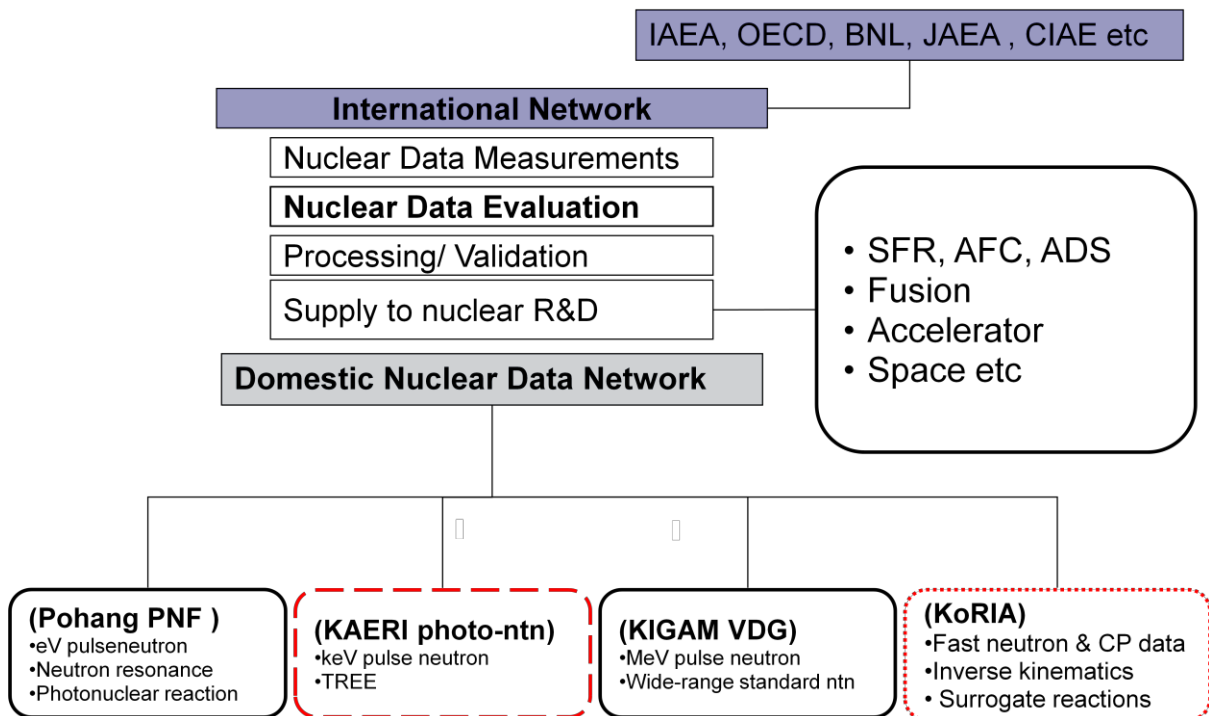 IAEA, OECD, BNL, JAEA , CIAE etc
International Network
Nuclear Data Measurements
Nuclear Data Evaluation
Processing/ Validation
Supply to nuclear R&D
• SFR, AFC, ADS
• Fusion
• Accelerator
• Space etc
Domestic Nuclear Data Network
(Pohang PNF )
•eV pulseneutron
•Neutron resonance
•Photonuclear reaction
(KAERI photo-ntn)
•keV pulse neutron
•TREE
(KIGAM VDG)
•MeV pulse neutron
•Wide-range standard ntn
(KoRIA)
•Fast neutron & CP data
•Inverse kinematics
• Surrogate reactions